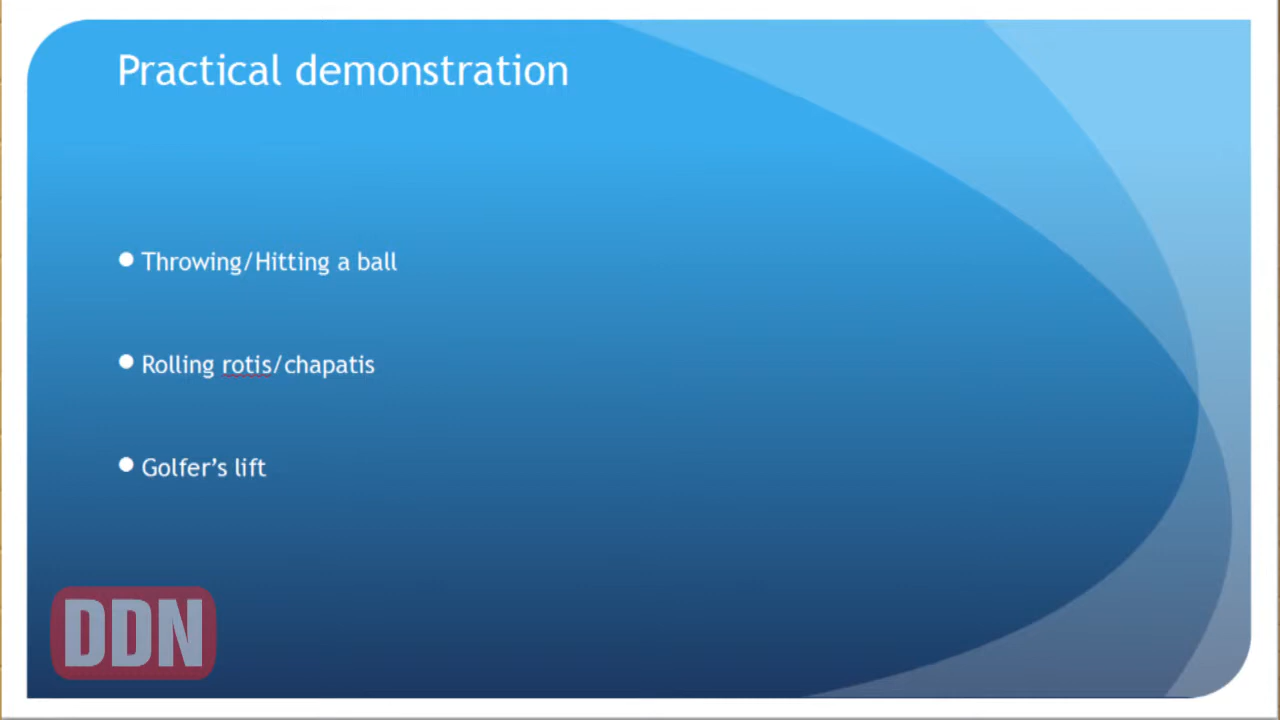 Practical demonstration
Throwing/Hitting a ball
Rolling rotis/chapatis
Golfer’s lift
DDN